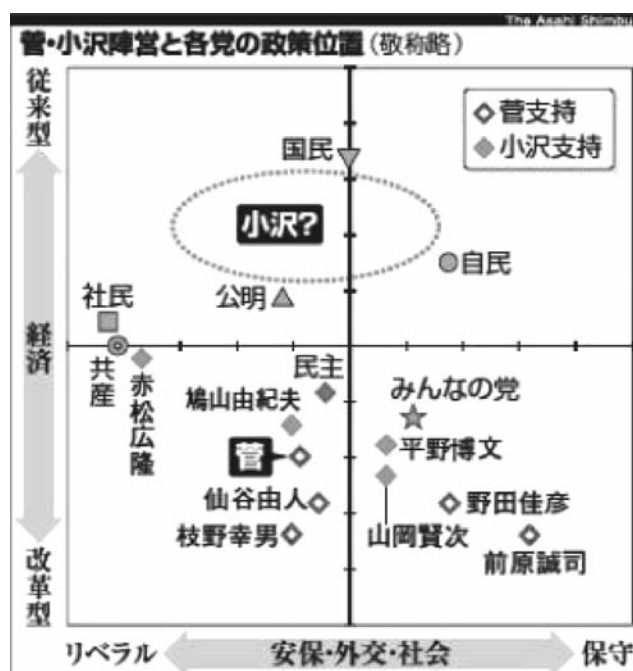 The Asahi Shimbu
菅・小沢陣営と各党の政策位置(敬称略)
従来型
経済
改革型
菅支持
小沢支持
国民
小沢?
自民
公明
社民
共産
赤松広隆
民主
鳩山由紀夫
みんなの党
菅
平野博文
仙谷由人
野田佳彦
枝野幸男
山岡賢次
前原誠司
リベラル
安保・外交・社会
保守